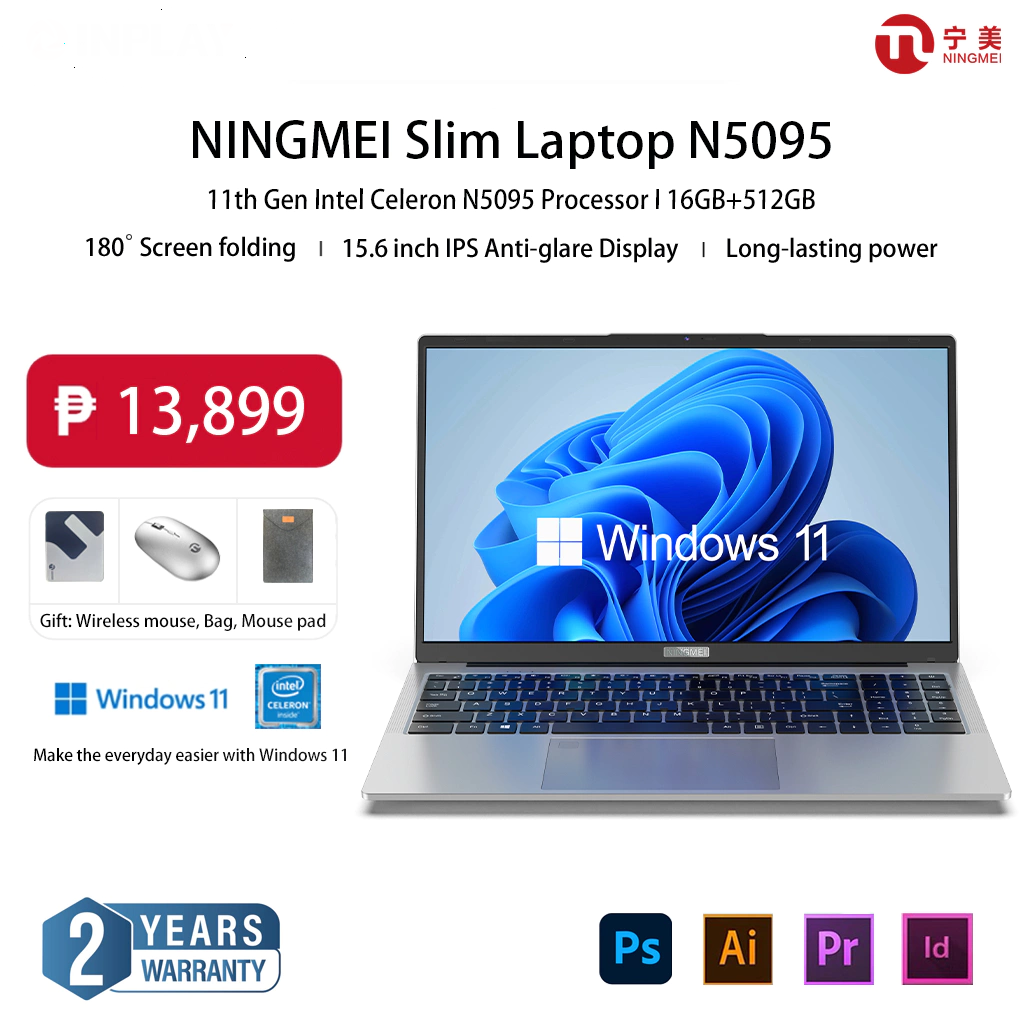 宁美
NINGMEI
NINGMEI Slim Laptop N5095
11th Gen Intel Celeron N5095 Processor I 16GB+512GB
180° Screen folding I 15.6 inch IPS Anti-glare Display I Long-lasting power
₱ 13,899
Windows 11
NINGMEI
Gift: Wireless mouse, Bag, Mouse pad
Windows 11
intel
CELERON
inside
Make the everyday easier with Windows 11
2 YEARS
WARRANTY
Ps Ai Pr Id